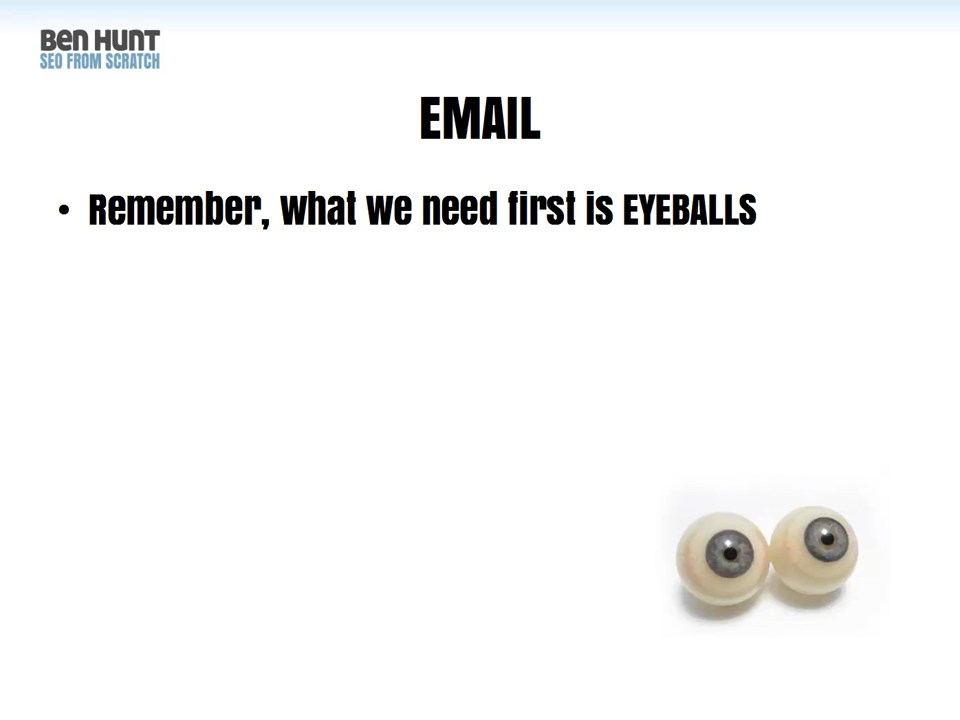 Ben Hunt
SEO FROM SCRATCH
EMAIL
• Remember, what we need first is EYEBALLS